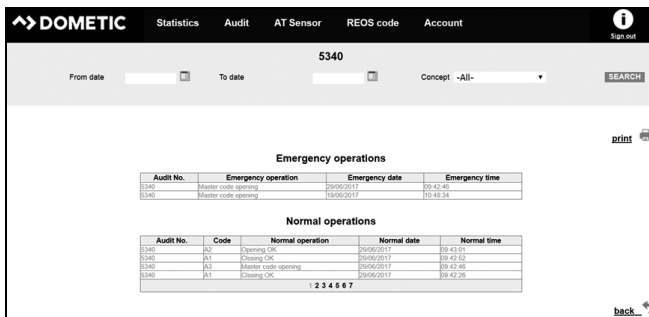 DOMETIC Statistics Audit AT Sensor REOS code Account
Sign out
5340
From date To date Concept -All- SEARCH
print
Emergency operations
Audit No. Emergency operation Emergency date Emergency time
5340 Master code opening 29/06/2017 09:42:46
5340 Master code opening 19/06/2017 10:48:34
Normal operations
Audit No. Code Normal operation Normal date Normal time
5340 A2 Opening OK 29/06/2017 09:43:01
5340 A1 Closing OK 29/06/2017 09:42:52
5340 A3 Master code opening 29/06/2017 09:42:46
5340 A1 Closing OK 29/06/2017 09:42:26
1 2 3 4 5 6 7
back